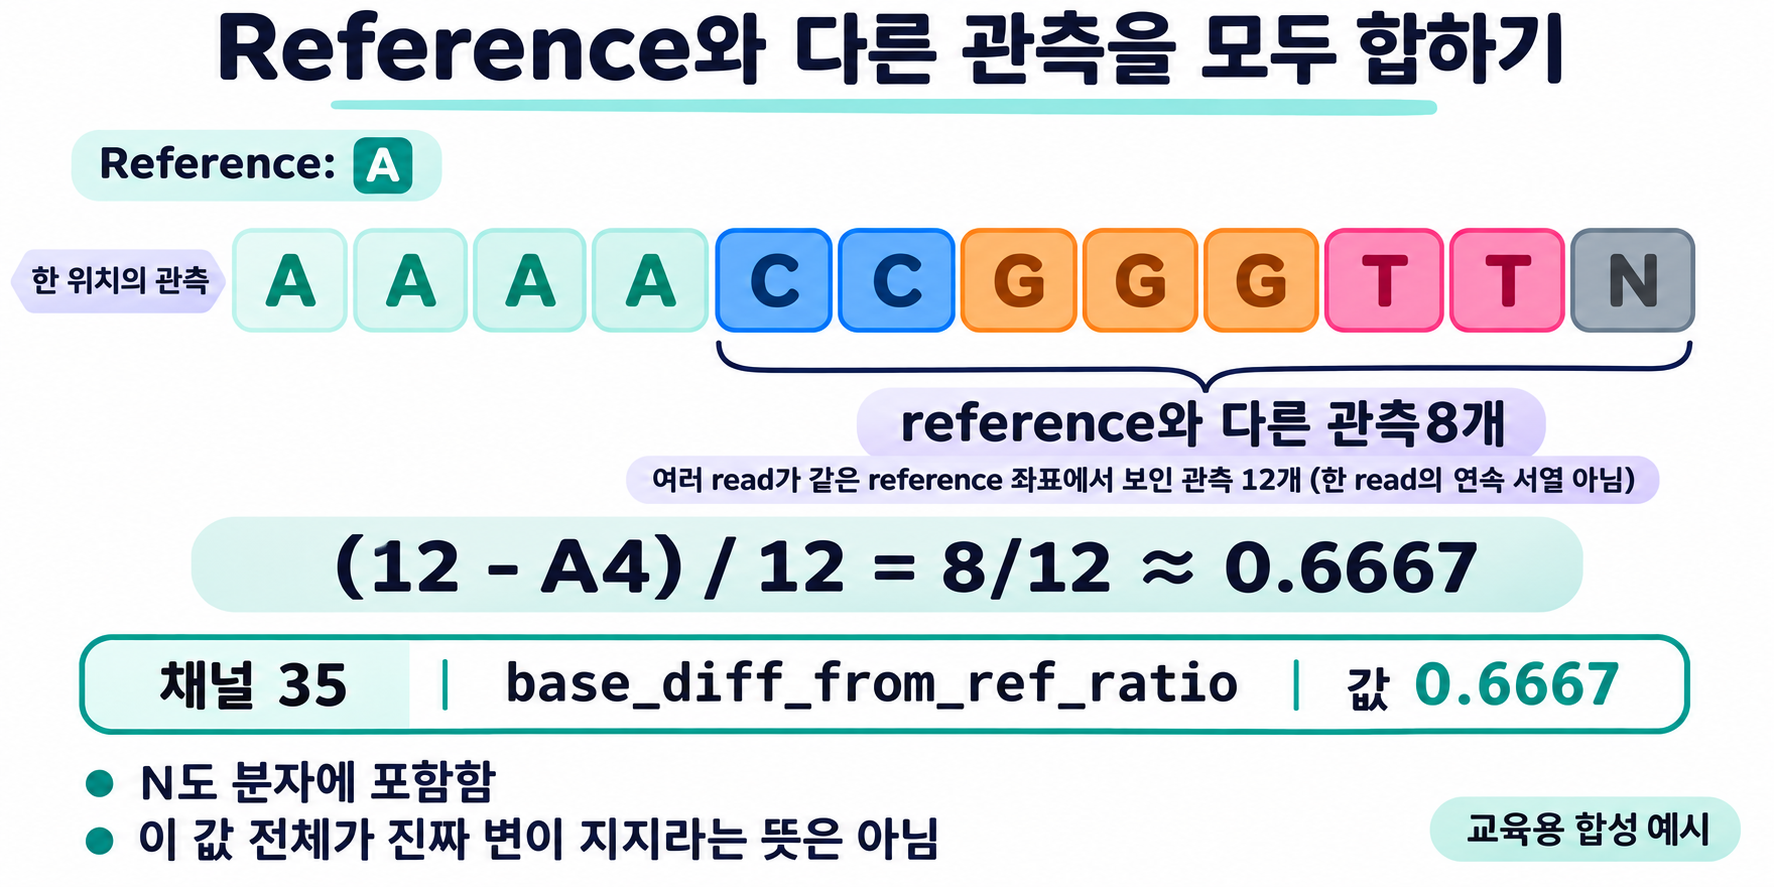 Reference와 다른 관측을 모두 합하기
Reference: A
한 위치의 관측 A A A A C C G G G T T N
reference와 다른 관측8개
여러 read가 같은 reference 좌표에서 보인 관측 12개 (한 read의 연속 서열 아님)
(12 - A4) / 12 = 8/12 ≈ 0.6667
채널 35 | base_diff_from_ref_ratio | 값 0.6667
● N도 분자에 포함함
● 이 값 전체가 진짜 변이 지지라는 뜻은 아님
교육용 합성 예시